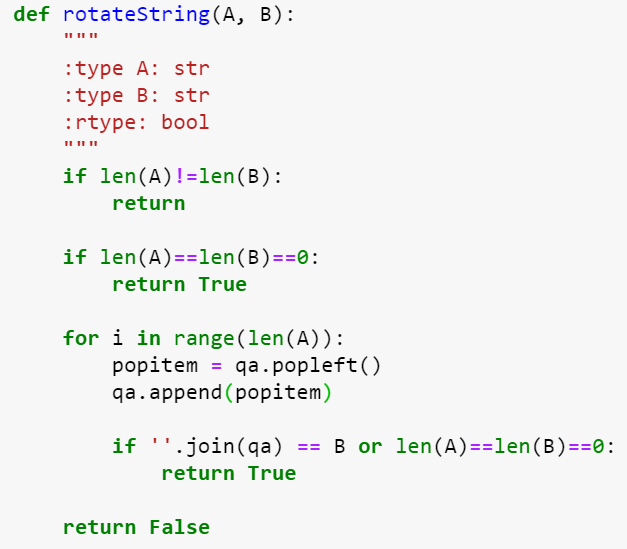 def rotateString(A, B):
    """
    :type A: str
    :type B: str
    :rtype: bool
    """
    if len(A)!=len(B):
        return
    if len(A)==len(B)==0:
        return True
    for i in range(len(A)):
        popitem = qa.popleft()
        qa.append(popitem)
        if ''.join(qa) == B or len(A)==len(B)==0:
            return True
    return False